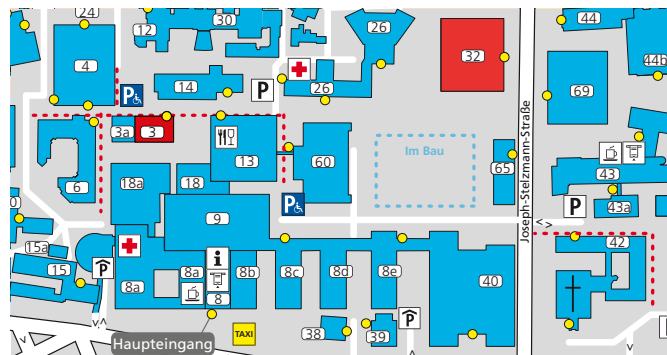 24
12
30
26
44
4
32
44b
14
P
26
69
P
3a
3
13
60
Im Bau
43
6
18a
18
65
P
P
43a
9
Joseph-Stelzmann-Straße
< >
42
15a
15
P
8a
8a
i
8
8b
8c
8d
8e
40
P
38
39
TAXI
Haupteingang